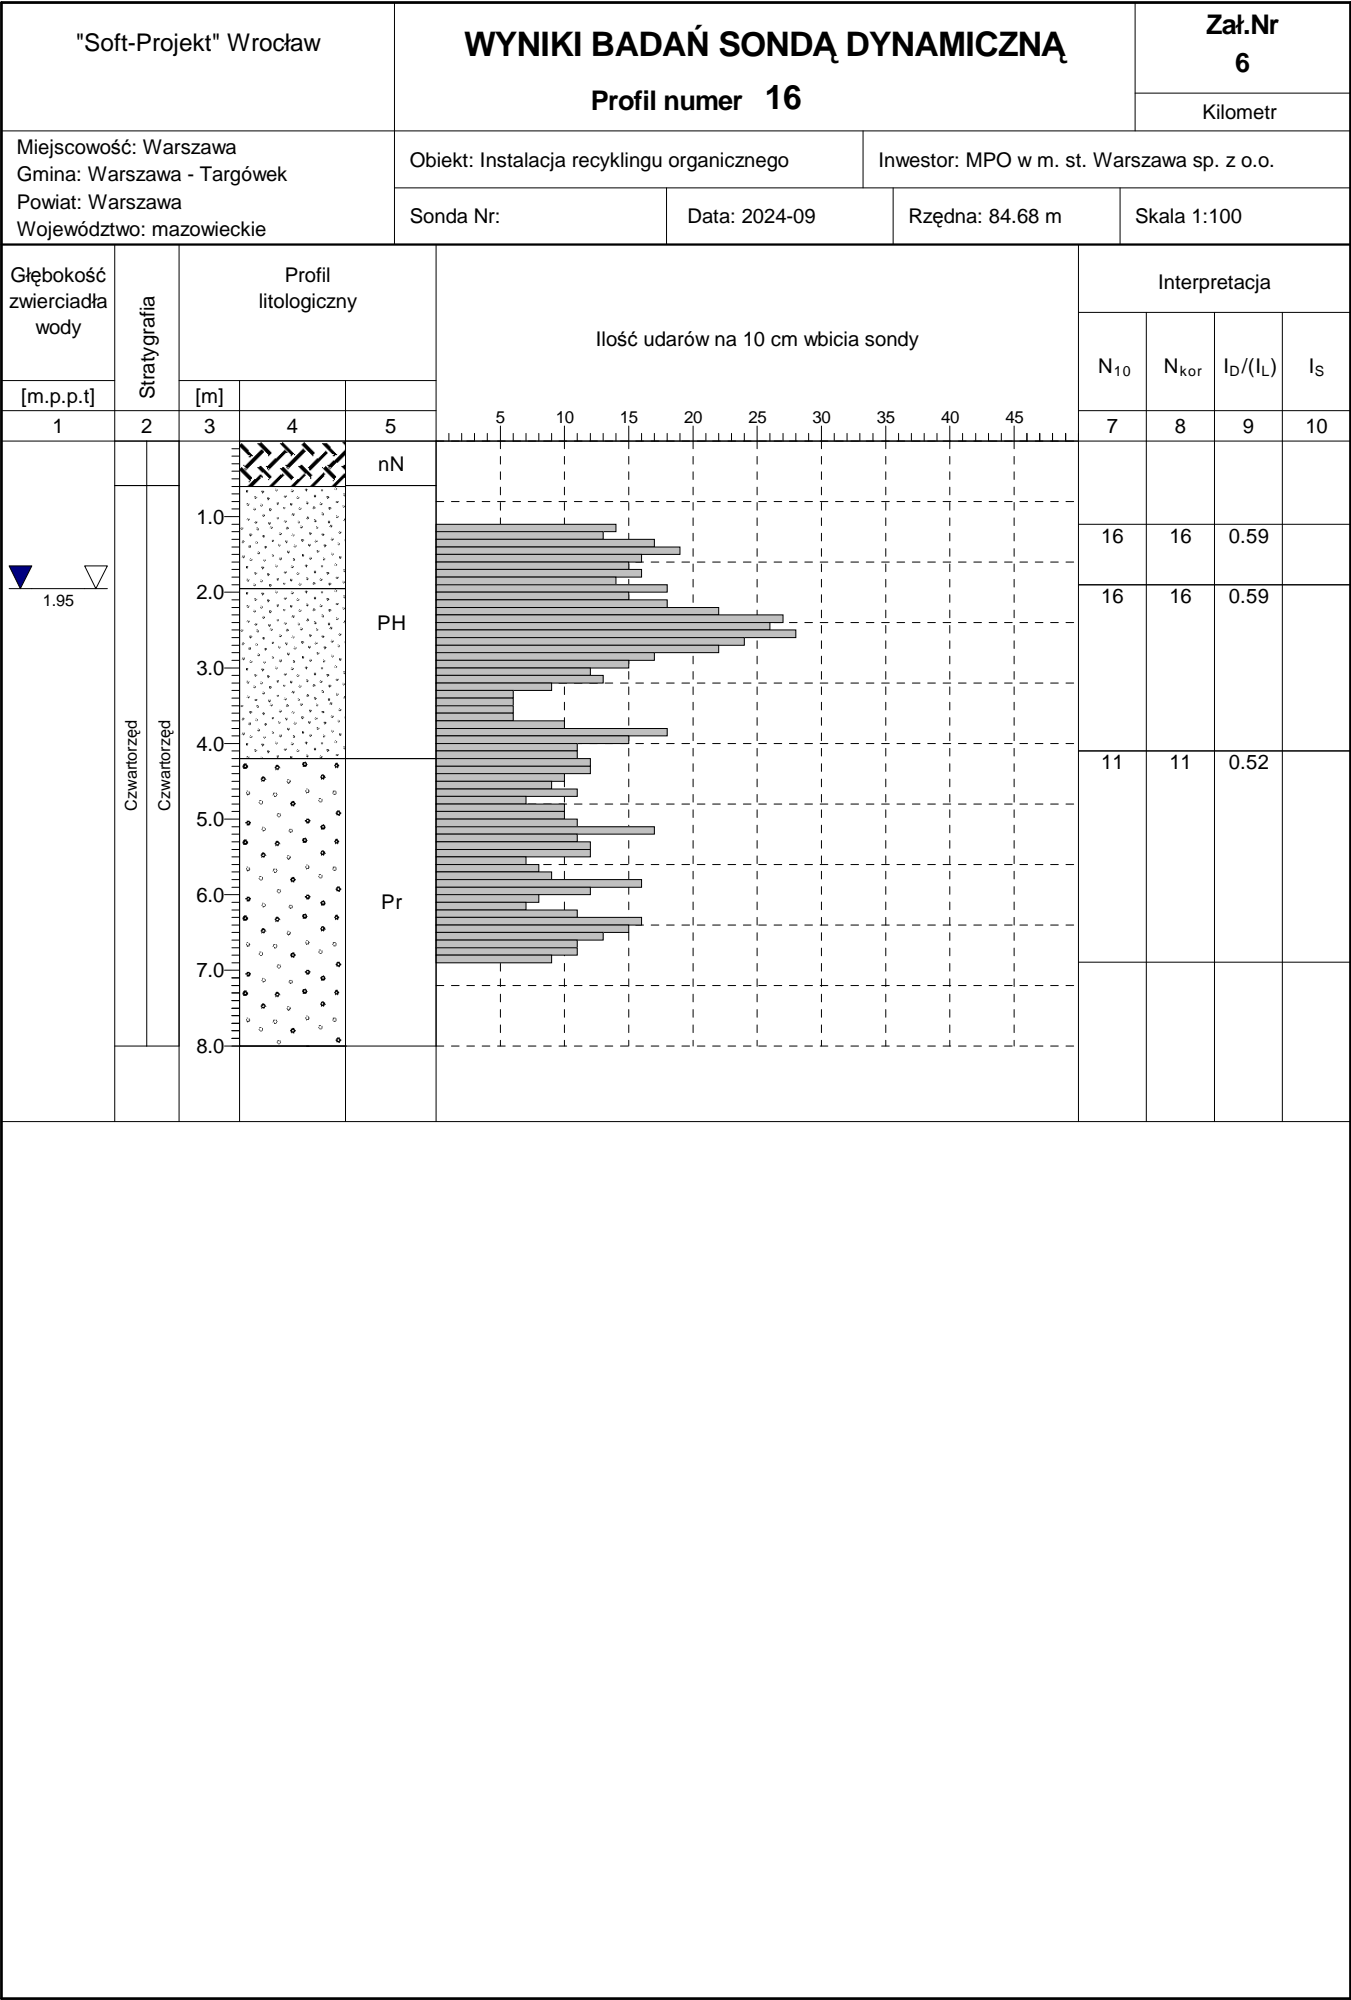 "Soft-Projekt" Wrocław
WYNIKI BADAŃ SONDĄ DYNAMICZNĄ
Profil numer 16
Zał.Nr
6
Kilometr
Miejscowość: Warszawa
Gmina: Warszawa - Targówek
Powiat: Warszawa
Województwo: mazowieckie
Obiekt: Instalacja recyklingu organicznego
Inwestor: MPO w m. st. Warszawa sp. z o.o.
Sonda Nr:
Data: 2024-09
Rzędna: 84.68 m
Skala 1:100
Głębokość
zwierciadła
wody
[m.p.p.t]
Stratygrafia
Profil
litologiczny
[m]
Ilość udarów na 10 cm wbicia sondy
Interpretacja
N10 Nkor ID/(IL) IS
5 10 15 20 25 30 35 40 45
1 2 3 4 5 7 8 9 10
nN
1.0
16 16 0.59
1.95
2.0
16 16 0.59
PH
3.0
4.0
11 11 0.52
Czwartorzęd
Czwartorzęd
5.0
6.0
Pr
7.0
8.0